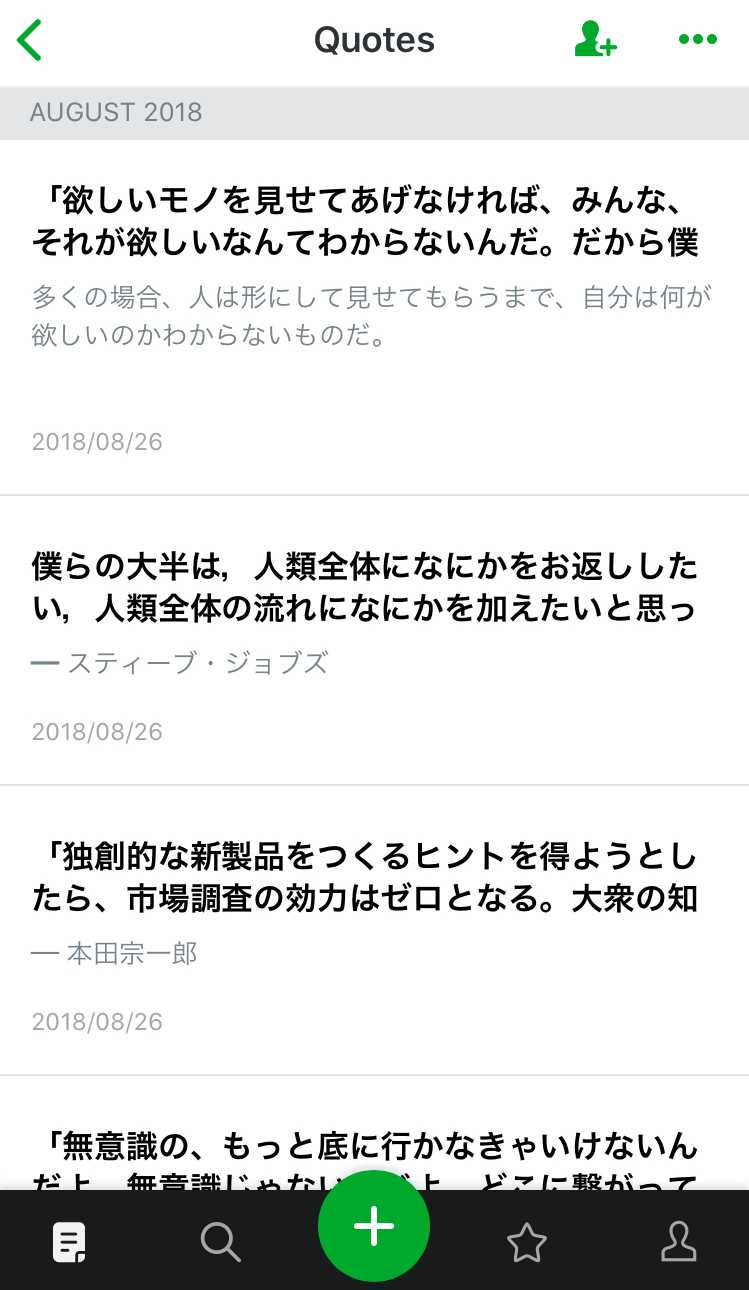 Quotes
AUGUST 2018
「欲しいモノを見せてあげなければ、みんな、
それが欲しいなんてわからないんだ。だから僕
多くの場合、人は形にして見せてもらうまで、自分は何が
欲しいのかわからないものだ。
2018/08/26
僕らの大半は，人類全体になにかをお返しした
い，人類全体の流れになにかを加えたいと思っ
— スティーブ・ジョブズ
2018/08/26
「独創的な新製品をつくるヒントを得ようとし
たら、市場調査の効力はゼロとなる。大衆の知
— 本田宗一郎
2018/08/26
「無意識の、もっと底に行かなきゃいけないん
だよ、無意識じゃない
どこに繋がって